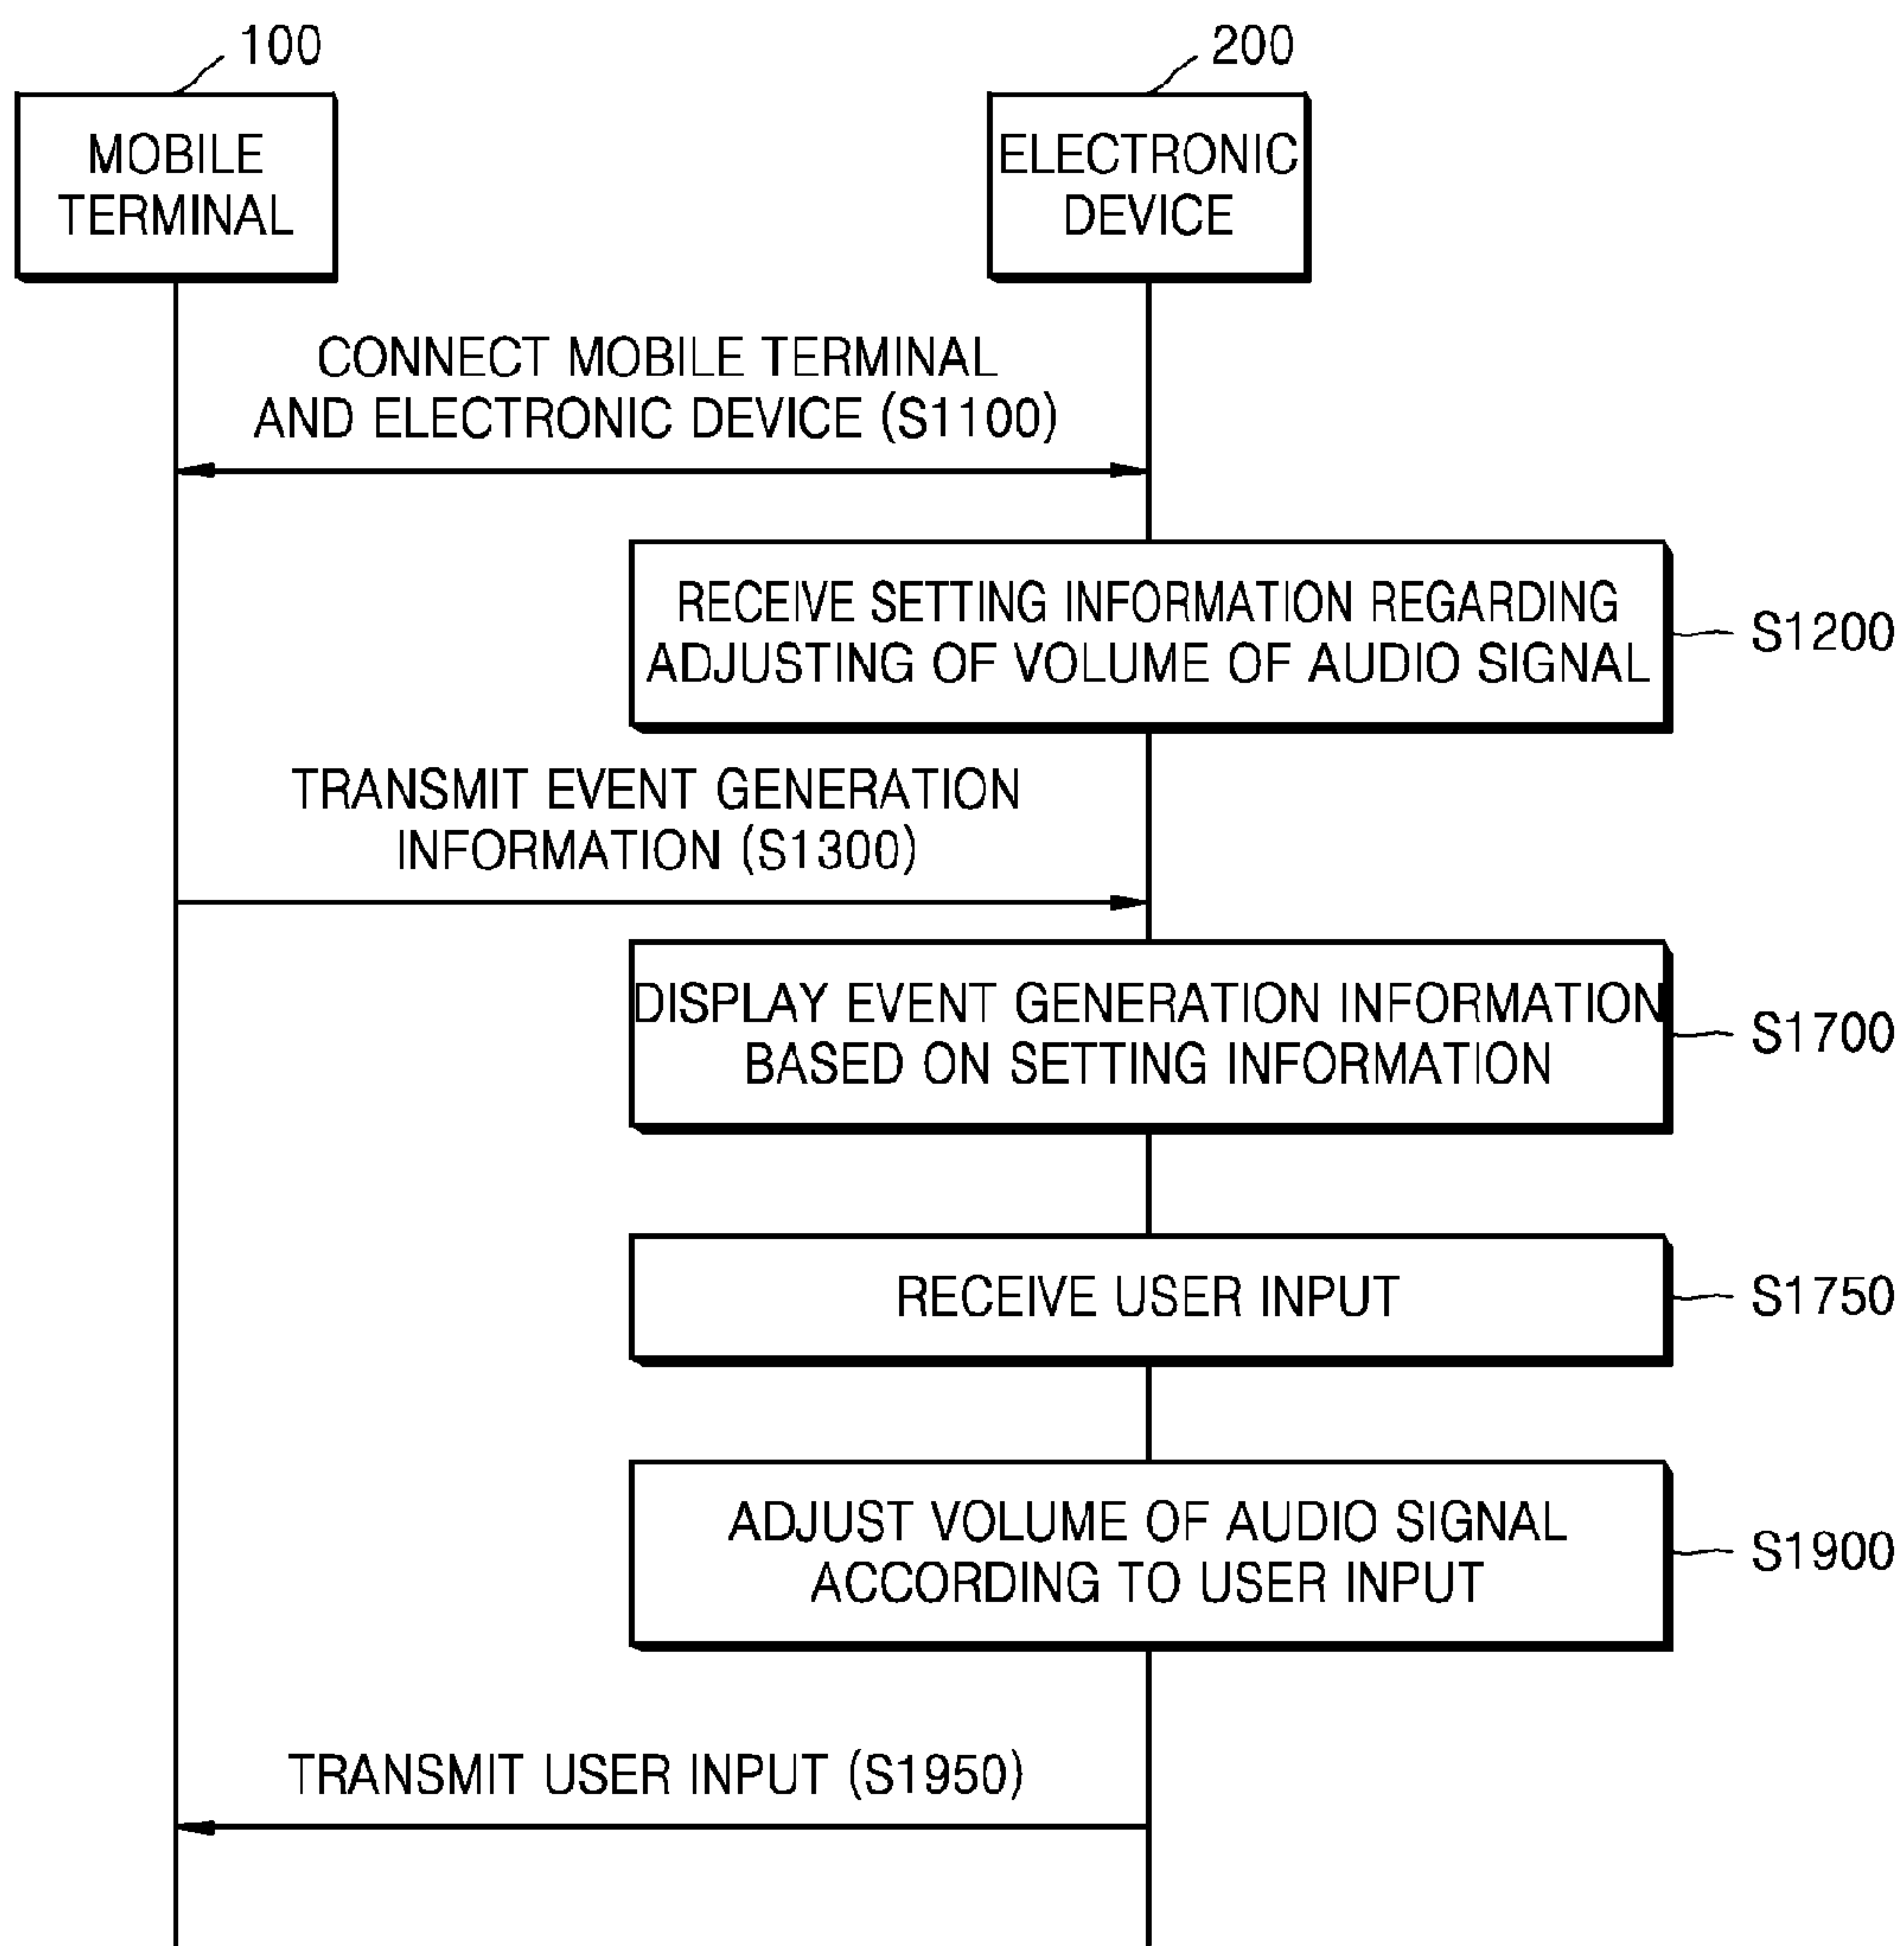 100
200
MOBILE
TERMINAL
ELECTRONIC
DEVICE
CONNECT MOBILE TERMINAL
AND ELECTRONIC DEVICE (S1100)
RECEIVE SETTING INFORMATION REGARDING
ADJUSTING OF VOLUME OF AUDIO SIGNAL
S1200
TRANSMIT EVENT GENERATION
INFORMATION (S1300)
DISPLAY EVENT GENERATION INFORMATION
BASED ON SETTING INFORMATION
S1700
RECEIVE USER INPUT
S1750
ADJUST VOLUME OF AUDIO SIGNAL
ACCORDING TO USER INPUT
S1900
TRANSMIT USER INPUT (S1950)